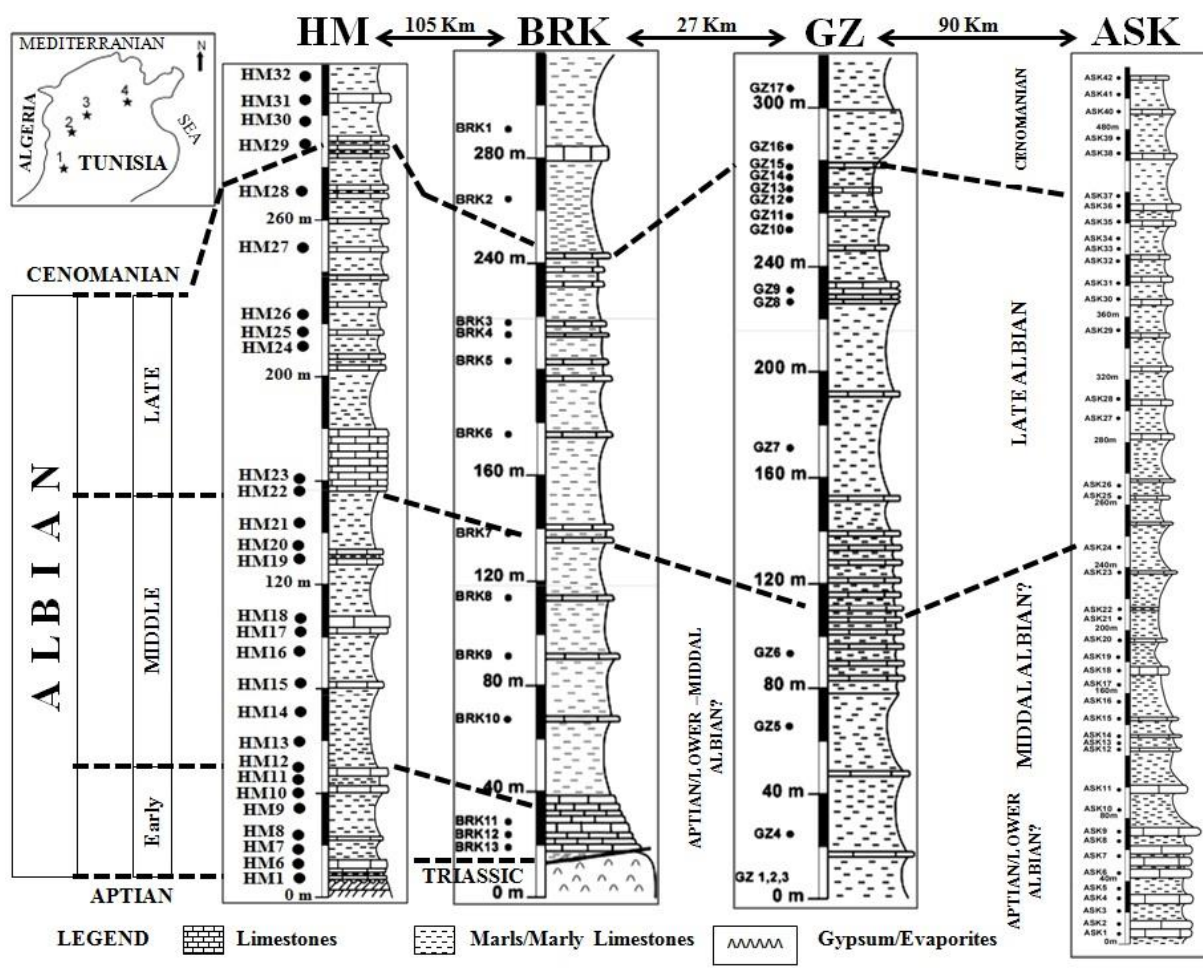 HM 105 Km BRK 27 Km GZ 90 Km ASK
MEDITERRANIAN
N
ALGERIA
SEA
TUNISIA
1
2
3
4
CENOMANIAN
ALBIAN
LATE
MIDDLE
Early
APTIAN
HM32
HM31
HM30
HM29
HM28
260 m
HM27
HM26
HM25
HM24
200 m
HM23
HM22
HM21
HM20
HM19
120 m
HM18
HM17
HM16
HM15
HM14
HM13
HM12
HM11
HM10
40 m
HM9
HM8
HM7
HM6
HM1
0 m
BRK1
280 m
BRK2
240 m
BRK3
BRK4
BRK5
BRK6
160 m
BRK7
120 m
BRK8
BRK9
80 m
BRK10
40 m
BRK11
BRK12
BRK13
TRIASSIC
0 m
APTIAN/LOWER –MIDDAL
ALBIAN?
GZ17
300 m
GZ16
GZ15
GZ14
GZ13
GZ12
GZ11
GZ10
240 m
GZ9
GZ8
200 m
GZ7
160 m
120 m
GZ6
80 m
GZ5
40 m
GZ4
GZ 1,2,3
0 m
CENOMANIAN
LATE ALBIAN
MIDDAL ALBIAN?
APTIAN/LOWER
ALBIAN?
ASK42
ASK41
ASK40
480m
ASK39
ASK38
ASK37
ASK36
ASK35
ASK34
ASK33
ASK32
ASK31
ASK30
360m
ASK29
320m
ASK28
ASK27
280m
ASK26
ASK25
260m
ASK24
240m
ASK23
ASK22
ASK21
200m
ASK20
ASK19
ASK18
ASK17
160m
ASK16
ASK15
ASK14
ASK13
ASK12
ASK11
ASK10
80m
ASK9
ASK8
ASK7
ASK6
40m
ASK5
ASK4
ASK3
ASK2
ASK1
0m
LEGEND Limestones Marls/Marly Limestones Gypsum/Evaporites